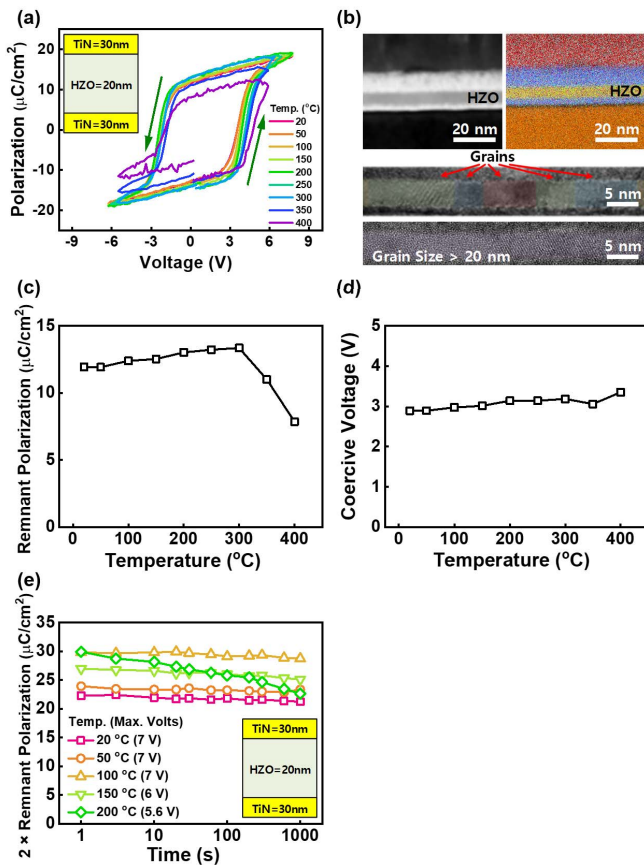 (a)
TiN=30nm
HZO=20nm
TiN=30nm
Polarization (μC/cm²)
20
10
0
-10
-20
Temp. (°C)
20
50
100
150
200
250
300
350
400
-9 -6 -3 0 3 6 9
Voltage (V)
(b)
HZO
20 nm
HZO
20 nm
Grains
5 nm
Grain Size > 20 nm
5 nm
(c)
Remnant Polarization (μC/cm²)
15
10
5
0
0 100 200 300 400
Temperature (°C)
(d)
Coercive Voltage (V)
5
4
3
2
1
0
0 100 200 300 400
Temperature (°C)
(e)
2 × Remnant Polarization (μC/cm²)
35
30
25
20
15
10
5
0
Temp. (Max. Volts)
20 °C (7 V)
50 °C (7 V)
100 °C (7 V)
150 °C (6 V)
200 °C (5.6 V)
TiN=30nm
HZO=20nm
TiN=30nm
1 10 100 1000
Time (s)